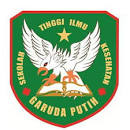 SEKOLAH TINGGI ILMU KESEHATAN
GARUDA PUTIH